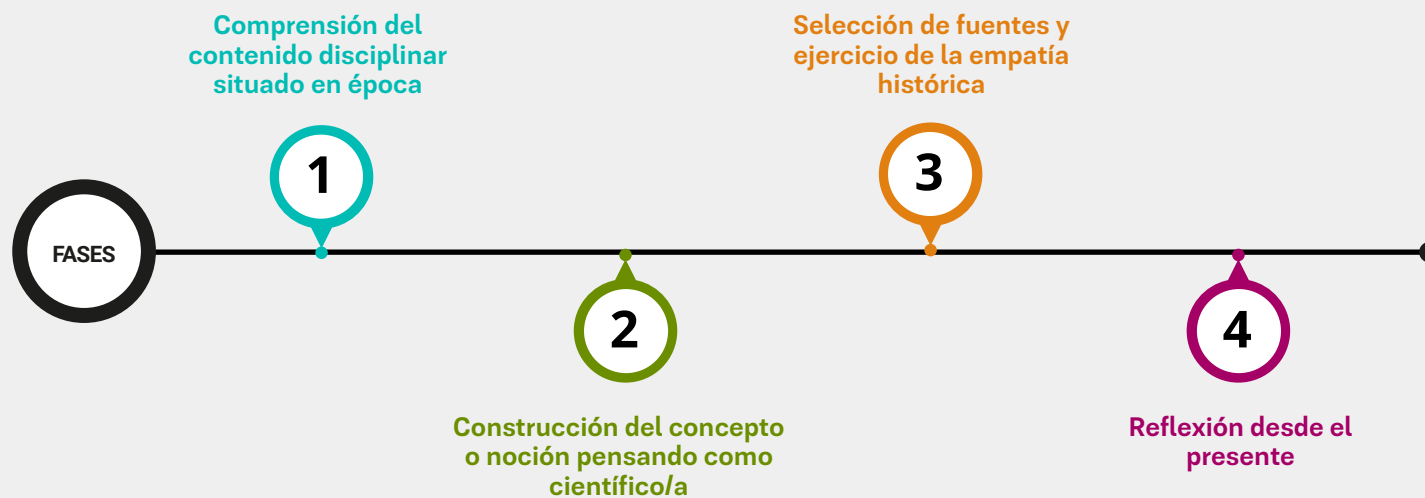 FASES
1
Comprensión del
contenido disciplinar
situado en época
2
Construcción del concepto
o noción pensando como
científico/a
3
Selección de fuentes y
ejercicio de la empatía
histórica
4
Reflexión desde el
presente